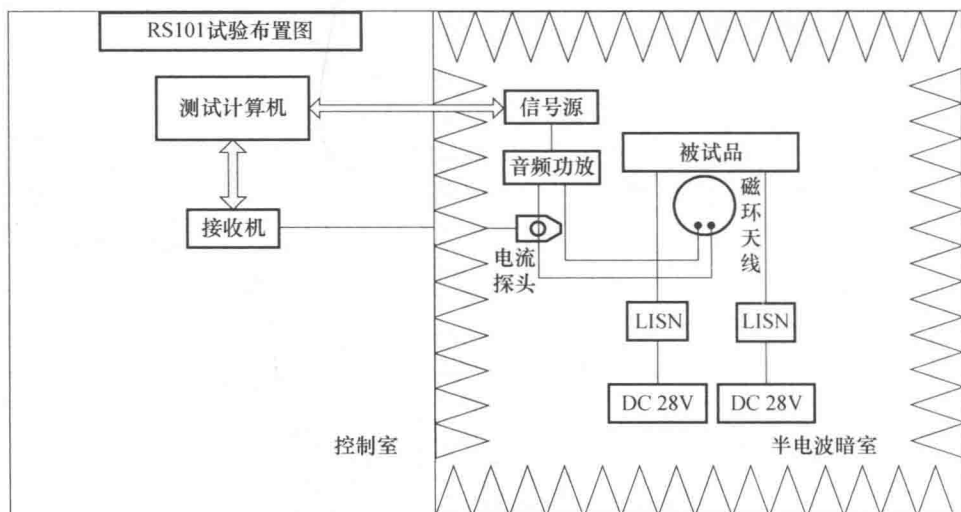 RS101试验布置图
测试计算机
信号源
音频功放
被试品
磁环天线
接收机
电流
探头
LISN
LISN
DC 28V
DC 28V
控制室
半电波暗室